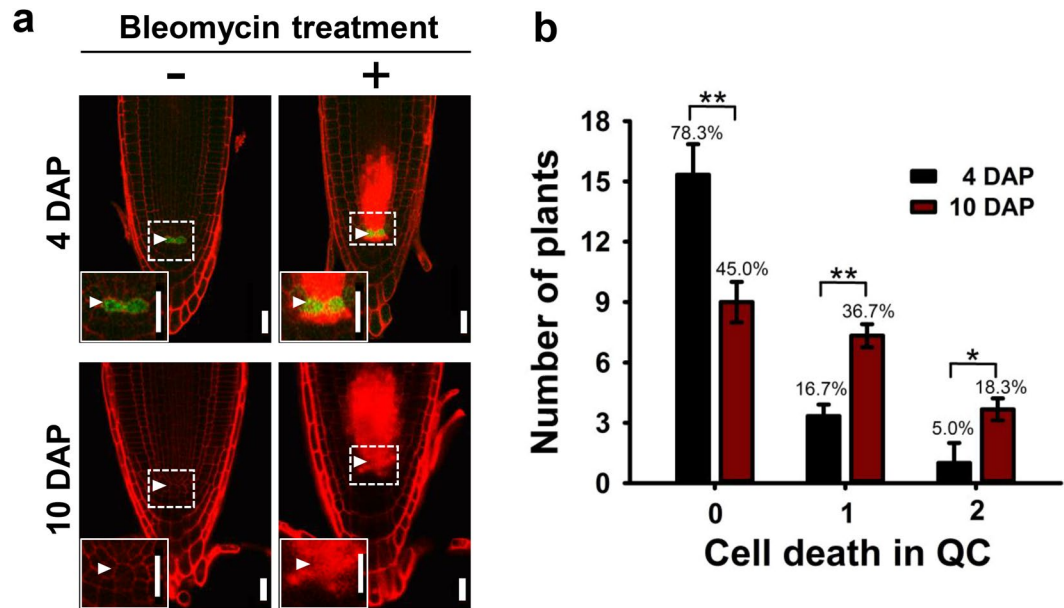 a
Bleomycin treatment
- +
4 DAP
10 DAP
b
Number of plants
18
15
12
9
6
3
0
** 
78.3%
45.0%
**
16.7%
36.7%
*
5.0%
18.3%
4 DAP
10 DAP
0 1 2
Cell death in QC